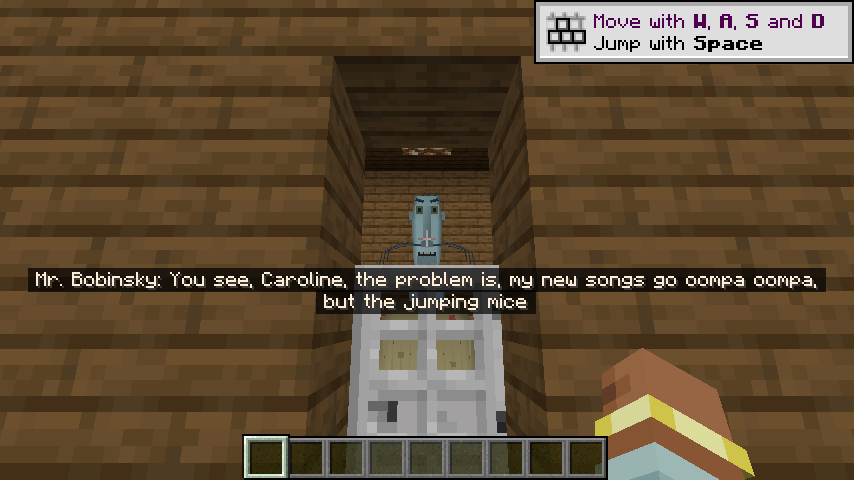 Move with W, A, S and D
Jump with Space
Mr. Bobinsky: You see, Caroline, the problem is, my new songs go oompa oompa,
but the jumping mice